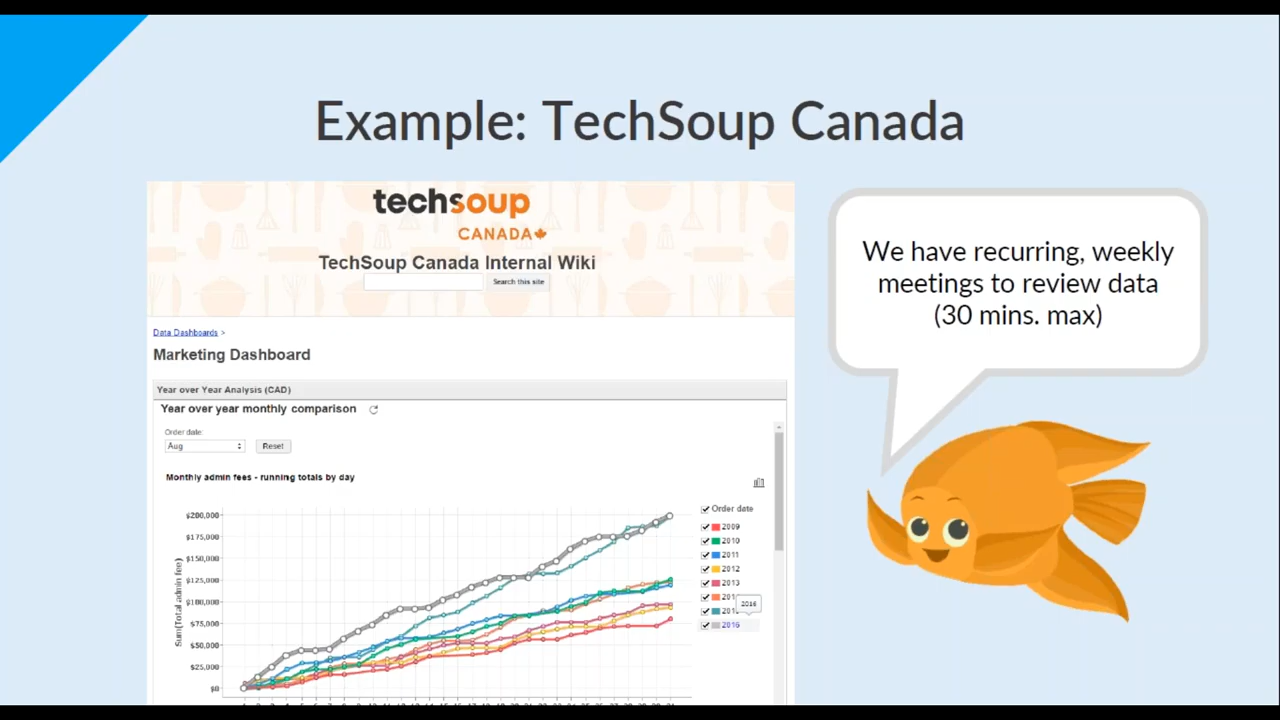 Example: TechSoup Canada
techsoup
CANADA
TechSoup Canada Internal Wiki
Search this site
Data Dashboards >
Marketing Dashboard
Year over Year Analysis (CAD)
Year over year monthly comparison
Order date:
Aug
Reset
Monthly admin fees - running totals by day
Sum(Total admin fee)
$200,000
$175,000
$150,000
$125,000
$100,000
$75,000
$50,000
$25,000
$0
Order date
2009
2010
2011
2012
2013
2016
2016
We have recurring, weekly
meetings to review data
(30 mins. max)